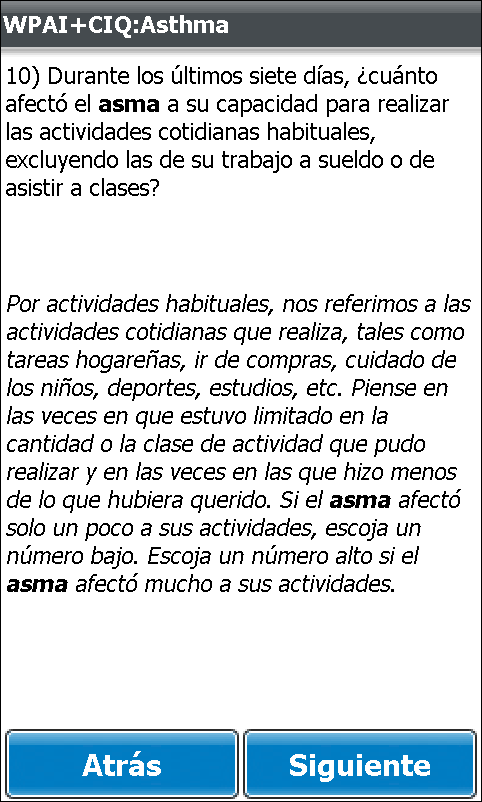 WPAI+CIQ:Asthma
10) Durante los últimos siete días, ¿cuánto
afectó el asma a su capacidad para realizar
las actividades cotidianas habituales,
excluyendo las de su trabajo a sueldo o de
asistir a clases?
Por actividades habituales, nos referimos a las
actividades cotidianas que realiza, tales como
tareas hogareñas, ir de compras, cuidado de
los niños, deportes, estudios, etc. Piense en
las veces en que estuvo limitado en la
cantidad o la clase de actividad que pudo
realizar y en las veces en las que hizo menos
de lo que hubiera querido. Si el asma afectó
solo un poco a sus actividades, escoja un
número bajo. Escoja un número alto si el
asma afectó mucho a sus actividades.
Atrás
Siguiente